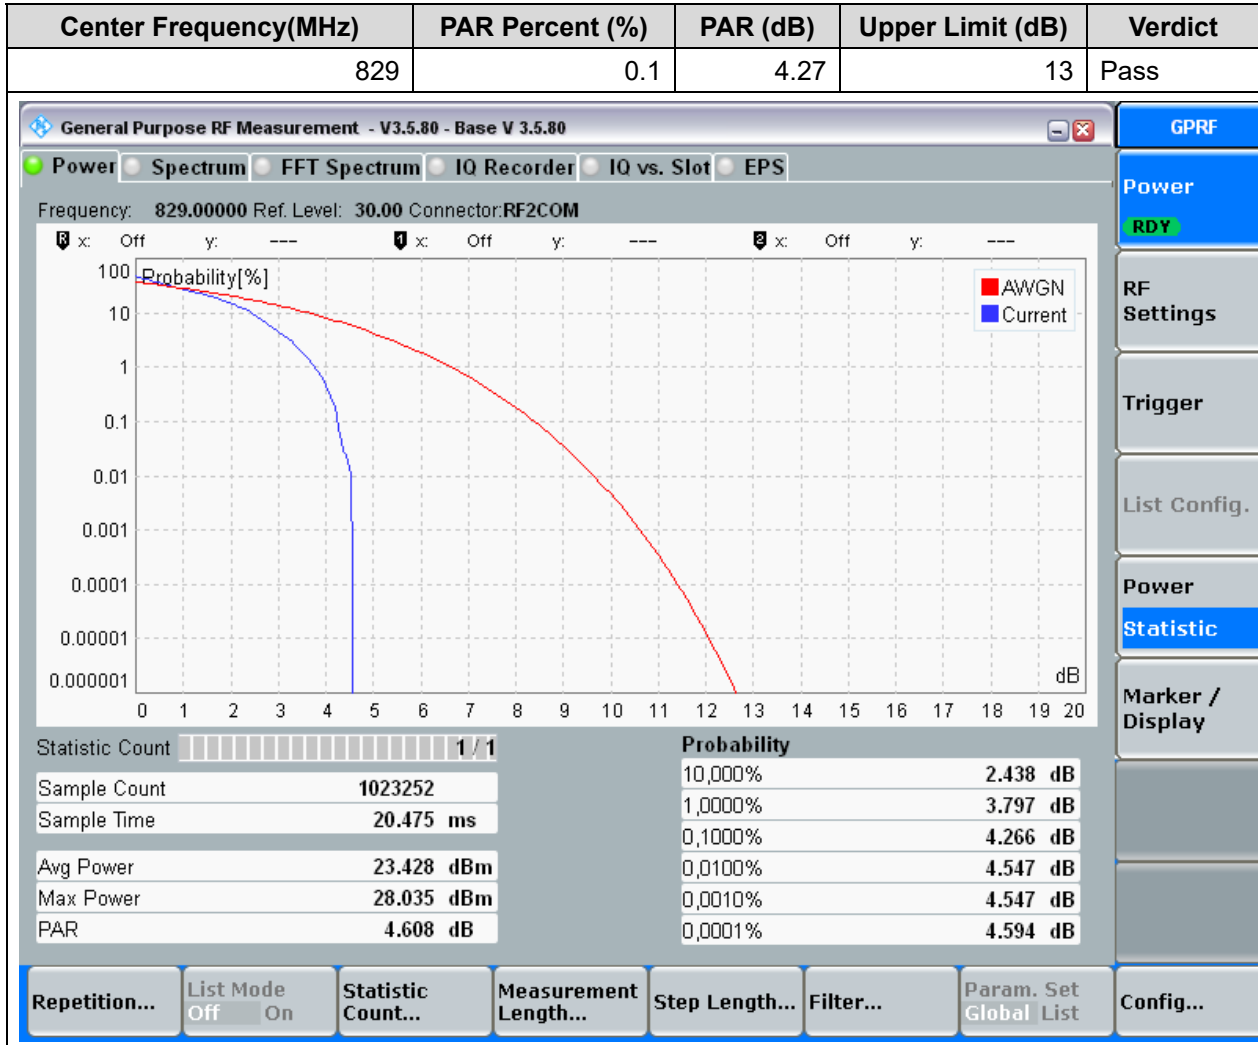 Center Frequency(MHz) PAR Percent (%) PAR (dB) Upper Limit (dB) Verdict
829 0.1 4.27 13 Pass
General Purpose RF Measurement - V3.5.80 - Base V 3.5.80
GPRF
Power Spectrum FFT Spectrum IQ Recorder IQ vs. Slot EPS
Frequency: 829.00000 Ref. Level: 30.00 Connector:RF2COM
R x: Off y: --- 1 x: Off y: --- 2 x: Off y: ---
Probability[%]
AWGN
Current
100
10
1
0.1
0.01
0.001
0.0001
0.00001
0.000001
dB
0 1 2 3 4 5 6 7 8 9 10 11 12 13 14 15 16 17 18 19 20
Statistic Count 1 / 1
Sample Count 1023252
Sample Time 20.475 ms
Avg Power 23.428 dBm
Max Power 28.035 dBm
PAR 4.608 dB
Probability
10,000% 2.438 dB
1,0000% 3.797 dB
0,1000% 4.266 dB
0,0100% 4.547 dB
0,0010% 4.547 dB
0,0001% 4.594 dB
Power
RDY
RF
Settings
Trigger
List Config.
Power
Statistic
Marker /
Display
Repetition...
List Mode
Off On
Statistic
Count...
Measurement
Length...
Step Length...
Filter...
Param. Set
Global List
Config...